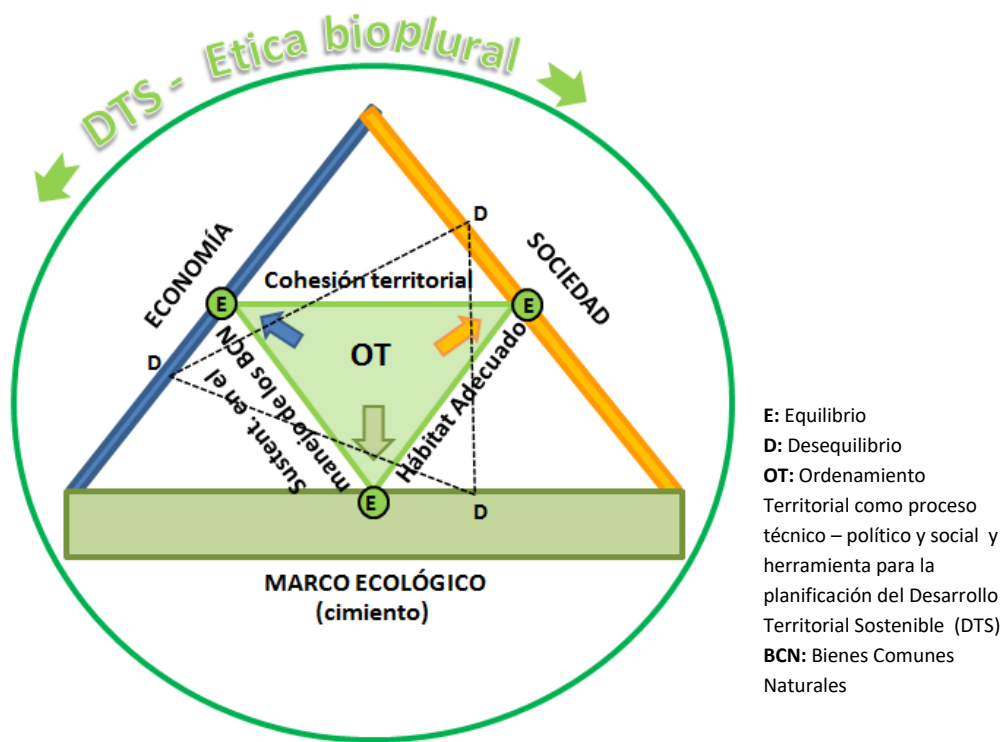 DTS - Etica bioplural
ECONOMÍA
SOCIEDAD
D
Cohesión territorial
E
E
OT
D
Sustent. en el
manejo de los BCN
Hábitat Adecuado
E
D
MARCO ECOLÓGICO
(cimiento)
E: Equilibrio
D: Desequilibrio
OT: Ordenamiento
Territorial como proceso
técnico – político y social y
herramienta para la
planificación del Desarrollo
Territorial Sostenible (DTS)
BCN: Bienes Comunes
Naturales